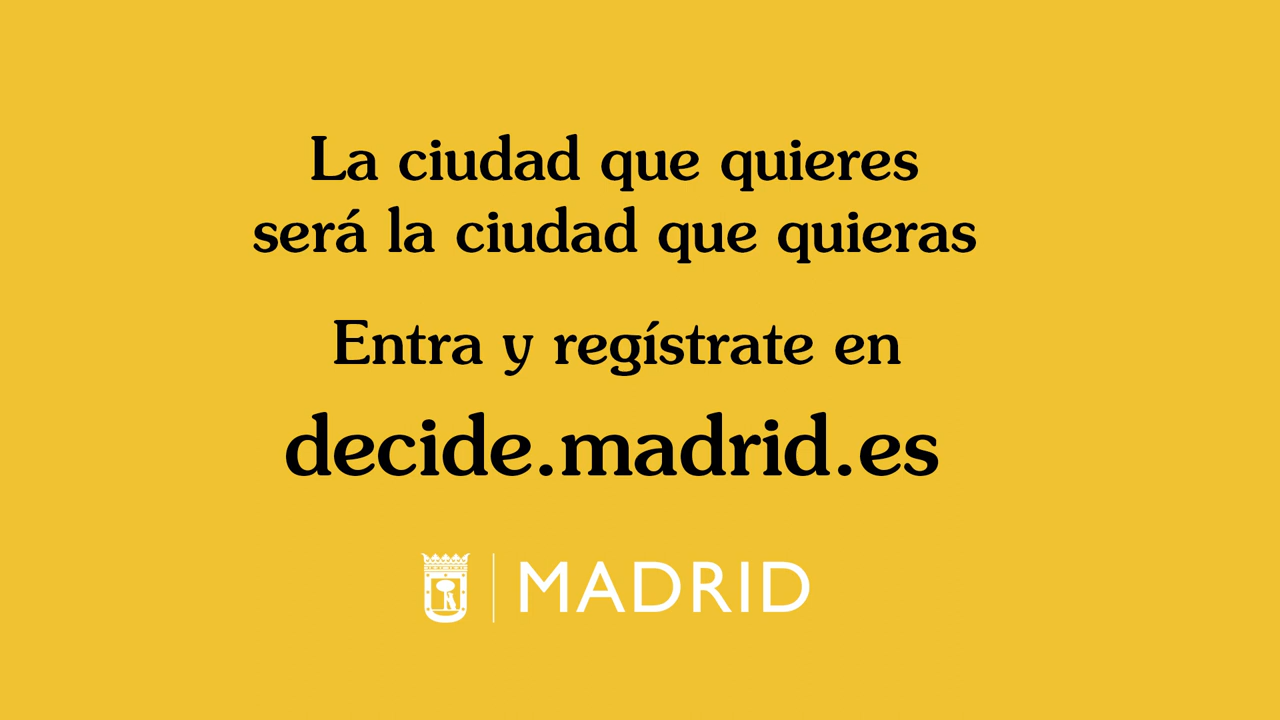 La ciudad que quieres
será la ciudad que quieras
Entra y regístrate en
decide.madrid.es
MADRID